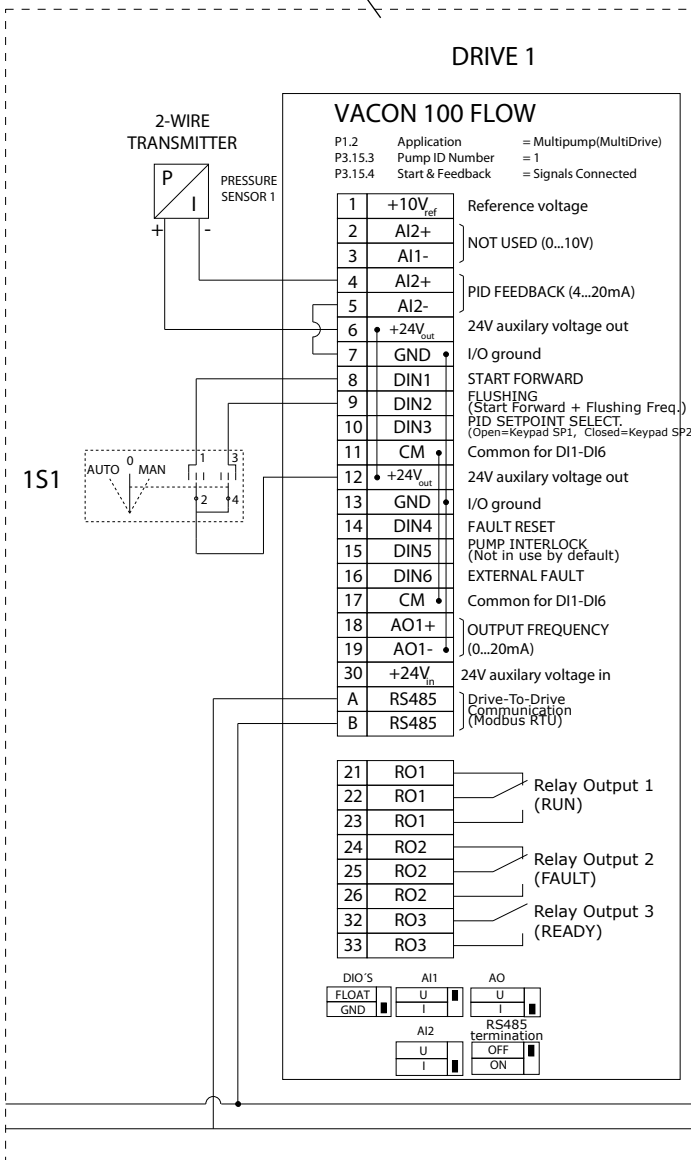 DRIVE 1
VACON 100 FLOW
P1.2 Application = Multipump(MultiDrive)
P3.15.3 Pump ID Number = 1
P3.15.4 Start & Feedback = Signals Connected
2-WIRE
TRANSMITTER
P
I
PRESSURE
SENSOR 1
+ -
1 +10Vref Reference voltage
2 AI2+
NOT USED (0...10V)
3 AI1-
4 AI2+
PID FEEDBACK (4...20mA)
5 AI2-
6 +24Vout 24V auxilary voltage out
7 GND I/O ground
8 DIN1 START FORWARD
9 DIN2 FLUSHING
(Start Forward + Flushing Freq.)
10 DIN3 PID SETPOINT SELECT.
(Open=Keypad SP1, Closed=Keypad SP2
11 CM Common for DI1-DI6
12 +24Vout 24V auxilary voltage out
13 GND I/O ground
14 DIN4 FAULT RESET
15 DIN5 PUMP INTERLOCK
(Not in use by default)
16 DIN6 EXTERNAL FAULT
17 CM Common for DI1-DI6
18 AO1+ OUTPUT FREQUENCY
19 AO1- (0...20mA)
30 +24Vin 24V auxilary voltage in
A RS485 Drive-To-Drive
Communication
B RS485 (Modbus RTU)
1S1
AUTO 0 MAN
1 3
2 4
21 RO1
22 RO1
23 RO1
Relay Output 1
(RUN)
24 RO2
25 RO2
26 RO2
Relay Output 2
(FAULT)
32 RO3
33 RO3
Relay Output 3
(READY)
DIO´S
FLOAT
GND
AI1
U
I
AO
U
I
AI2
U
I
RS485
termination
OFF
ON